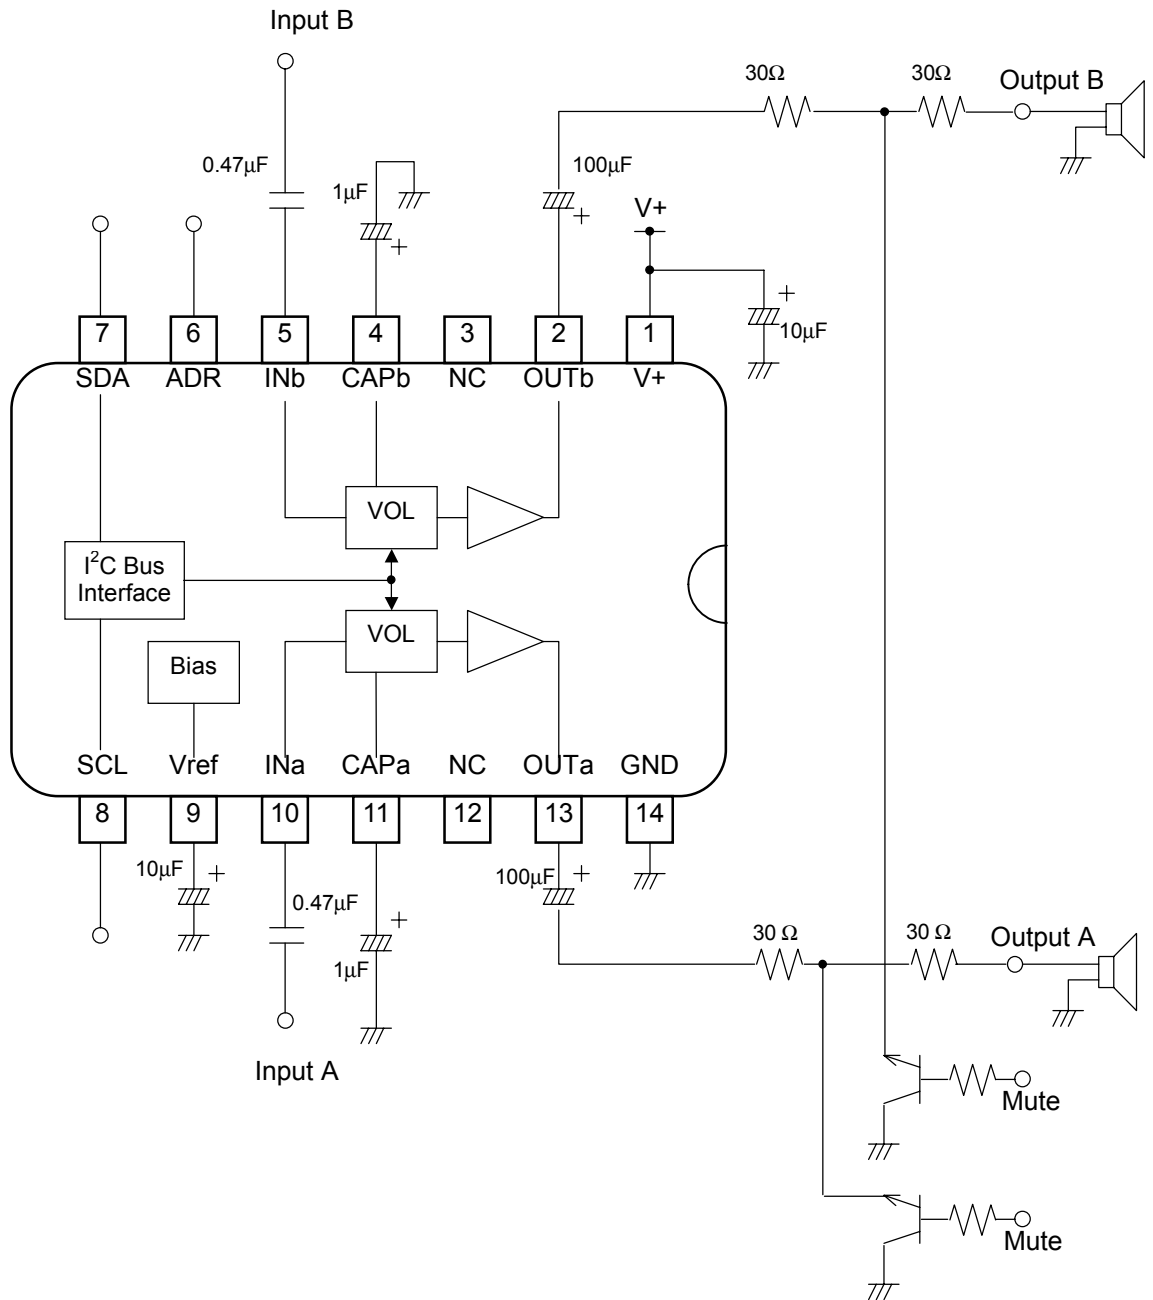 Input B
30Ω
30Ω
Output B
0.47μF
1μF
+
100μF
+
V+
+
10μF
7
6
5
4
3
2
1
SDA
ADR
INb
CAPb
NC
OUTb
V+
VOL
I²C Bus
Interface
VOL
Bias
SCL
Vref
INa
CAPa
NC
OUTa
GND
8
9
10
11
12
13
14
10μF
+
0.47μF
+
1μF
100μF
+
30 Ω
30 Ω
Output A
Input A
Mute
Mute